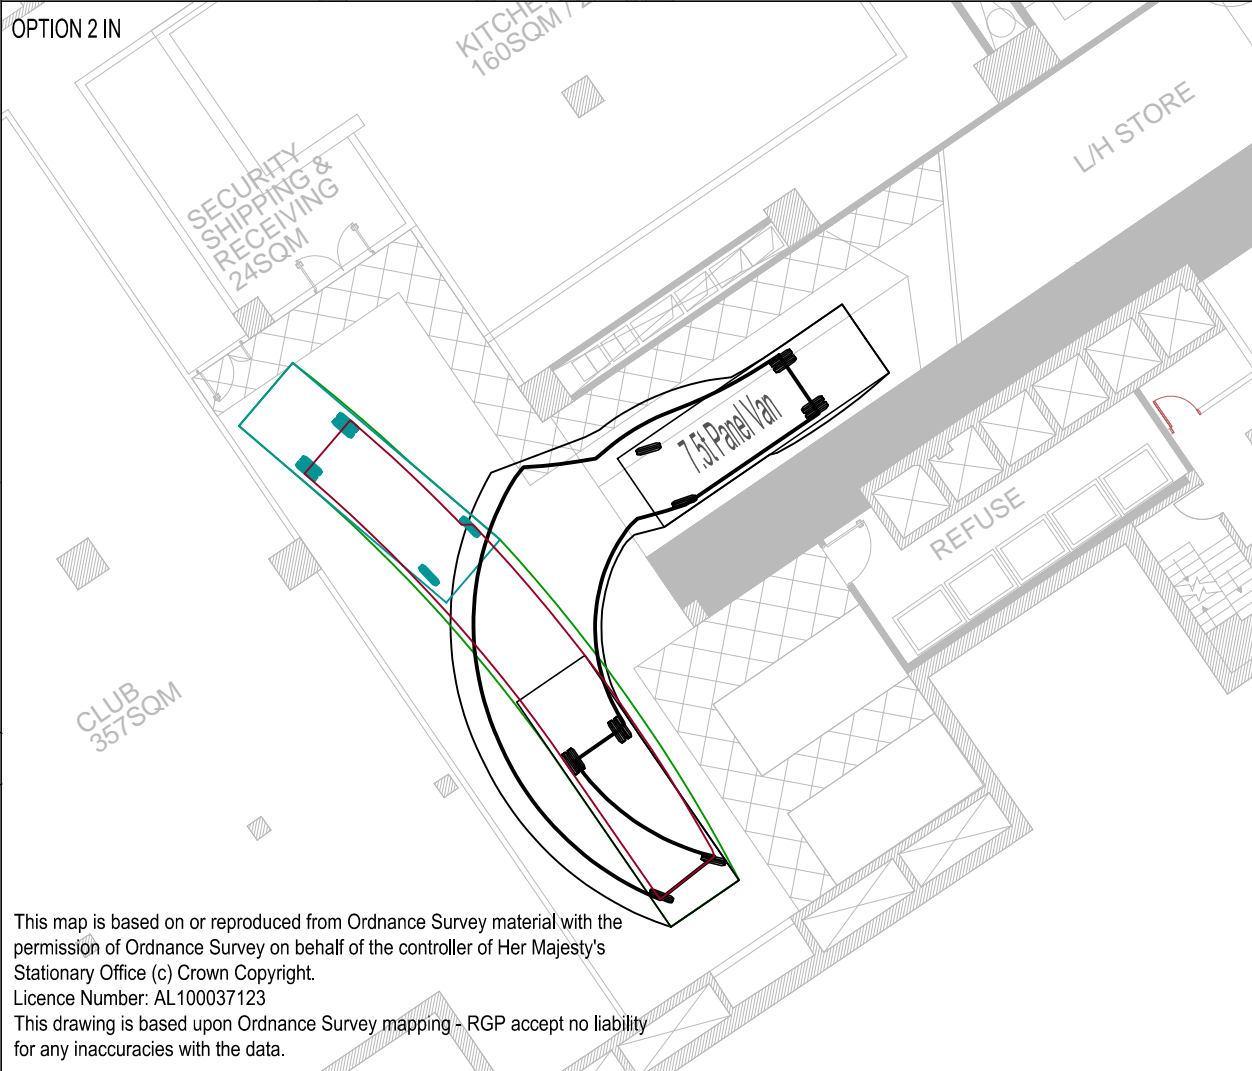 OPTION 2 IN
160SQM /
L/H STORE
SECURITY
SHIPPING &
RECEIVING
24SQM
7.5t Panel Van
REFUSE
CLUB
357SQM
This map is based on or reproduced from Ordnance Survey material with the
permission of Ordnance Survey on behalf of the controller of Her Majesty's
Stationary Office (c) Crown Copyright.
Licence Number: AL100037123
This drawing is based upon Ordnance Survey mapping - RGP accept no liability
for any inaccuracies with the data.